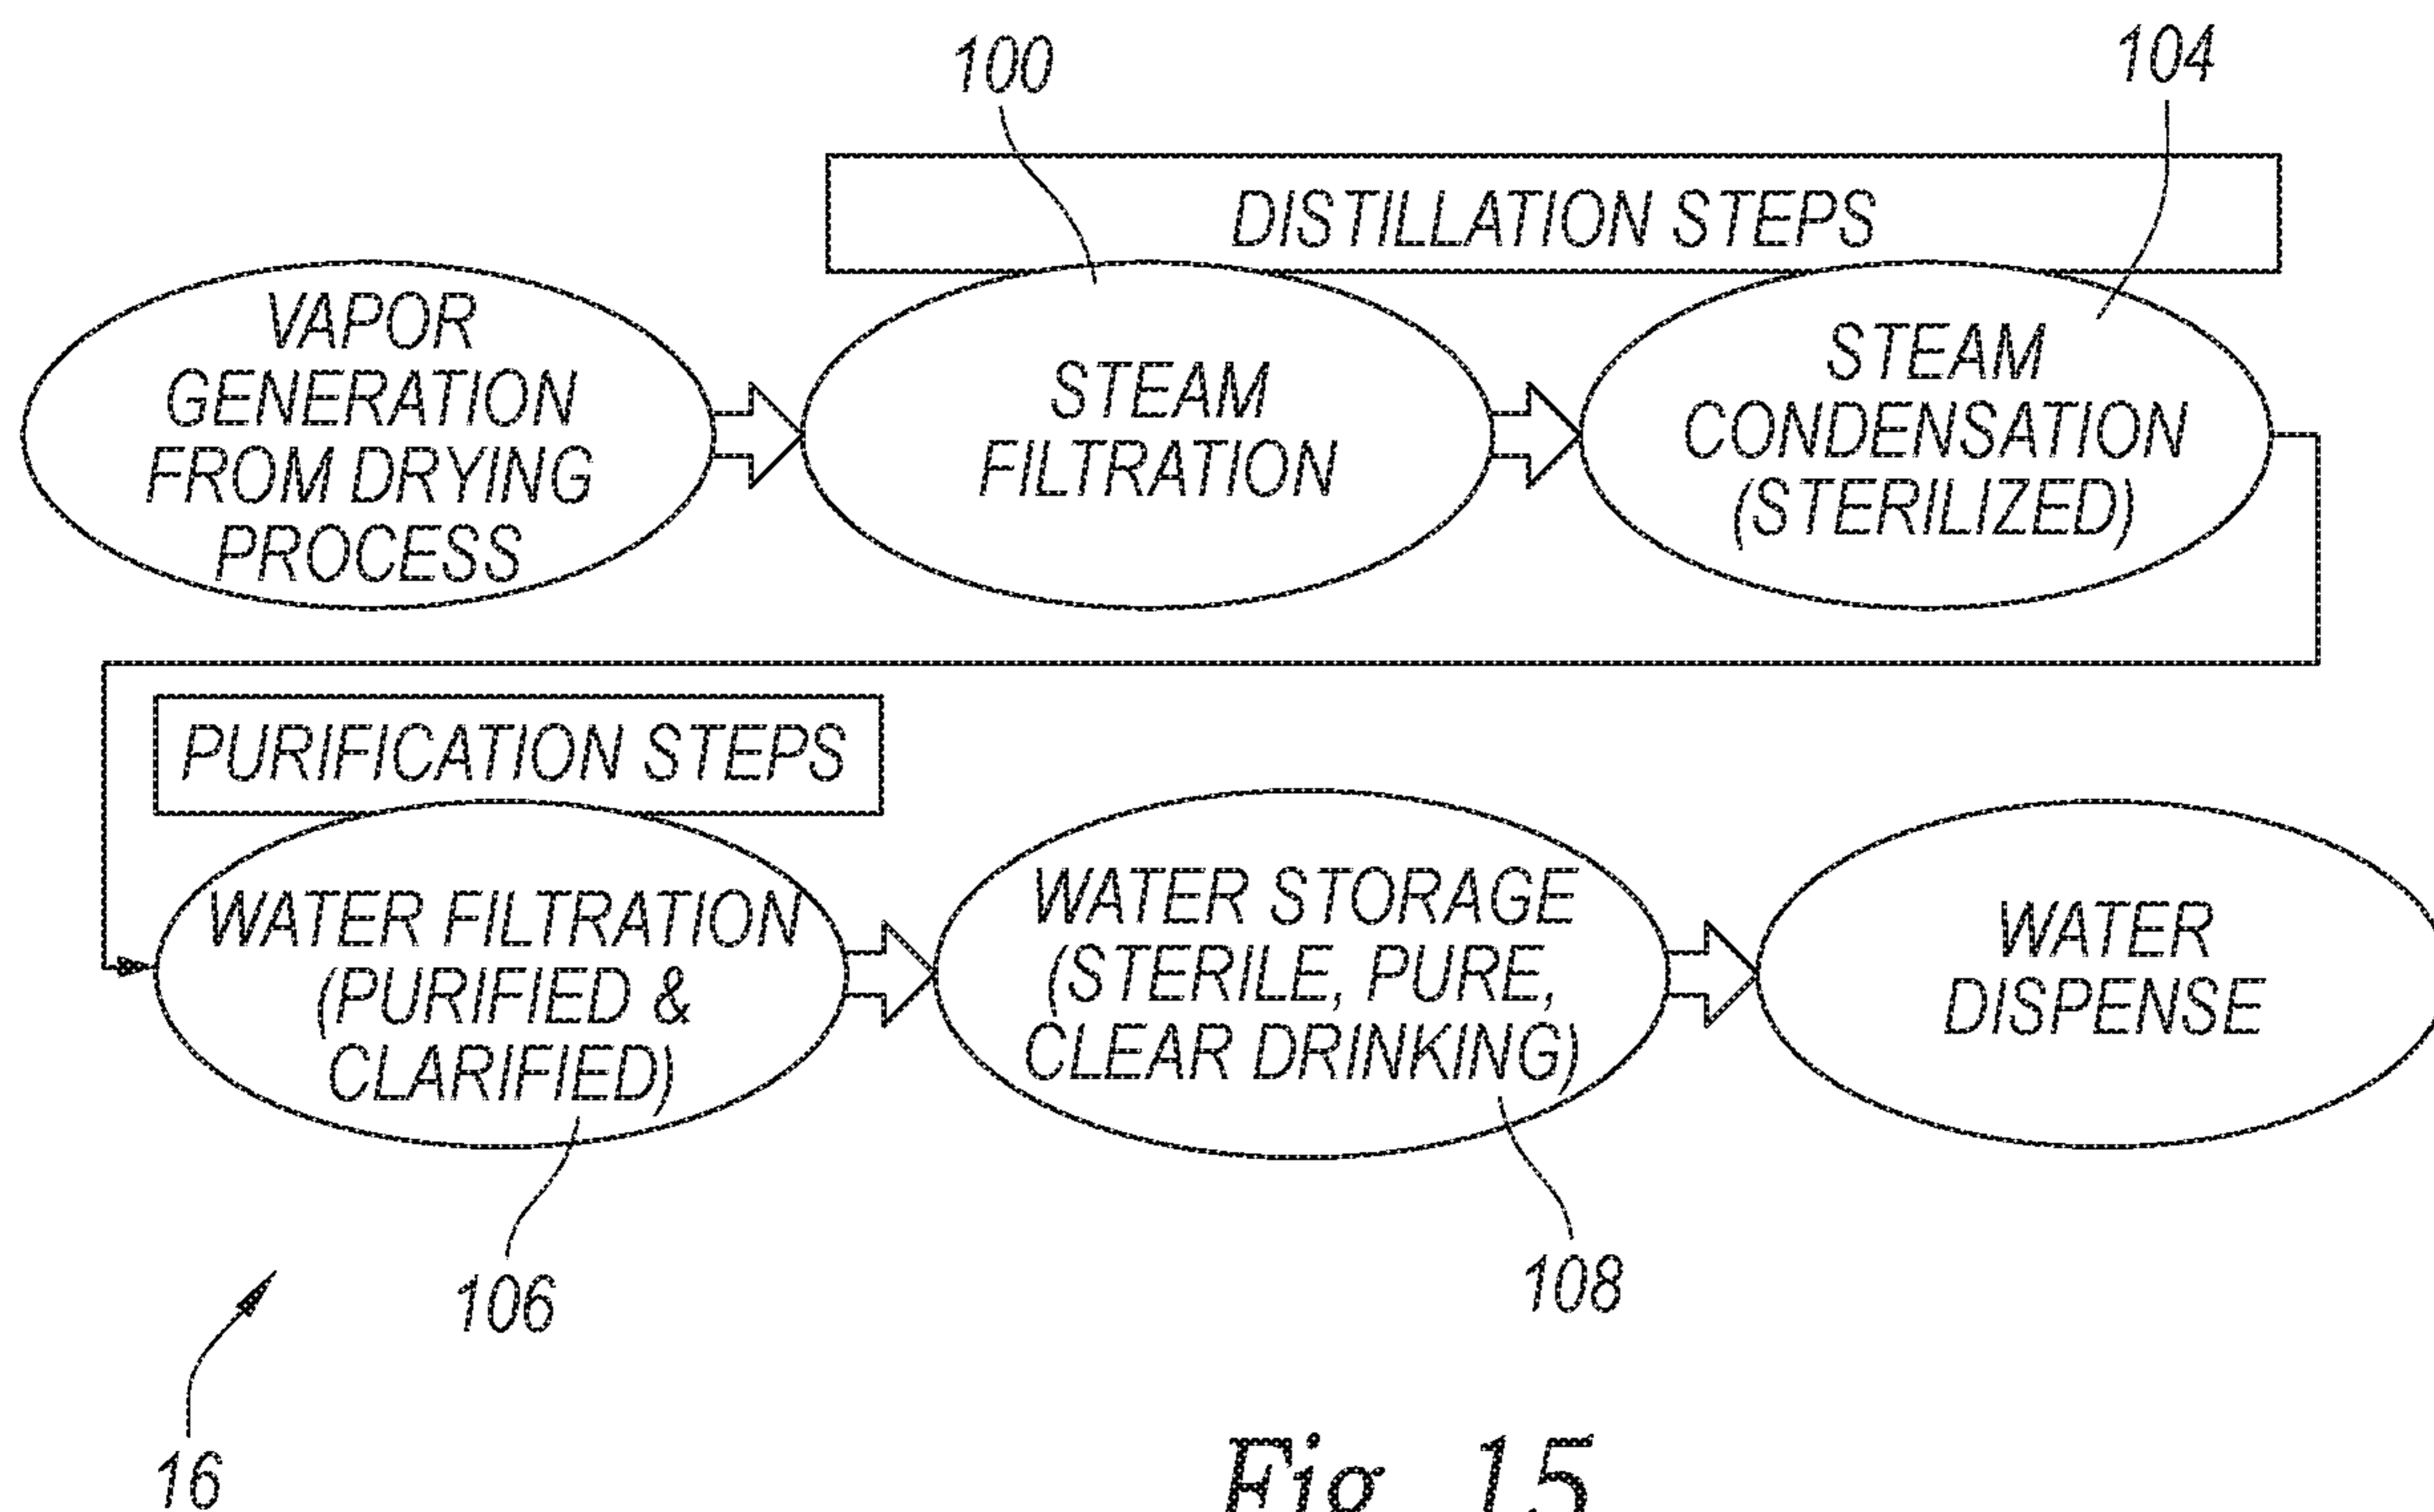 100
104
DISTILLATION STEPS
VAPOR
GENERATION
FROM DRYING
PROCESS
STEAM
FILTRATION
STEAM
CONDENSATION
(STERILIZED)
PURIFICATION STEPS
WATER FILTRATION
(PURIFIED &
CLARIFIED)
WATER STORAGE
(STERILE, PURE,
CLEAR DRINKING)
WATER
DISPENSE
106
108
16
Fig. 15